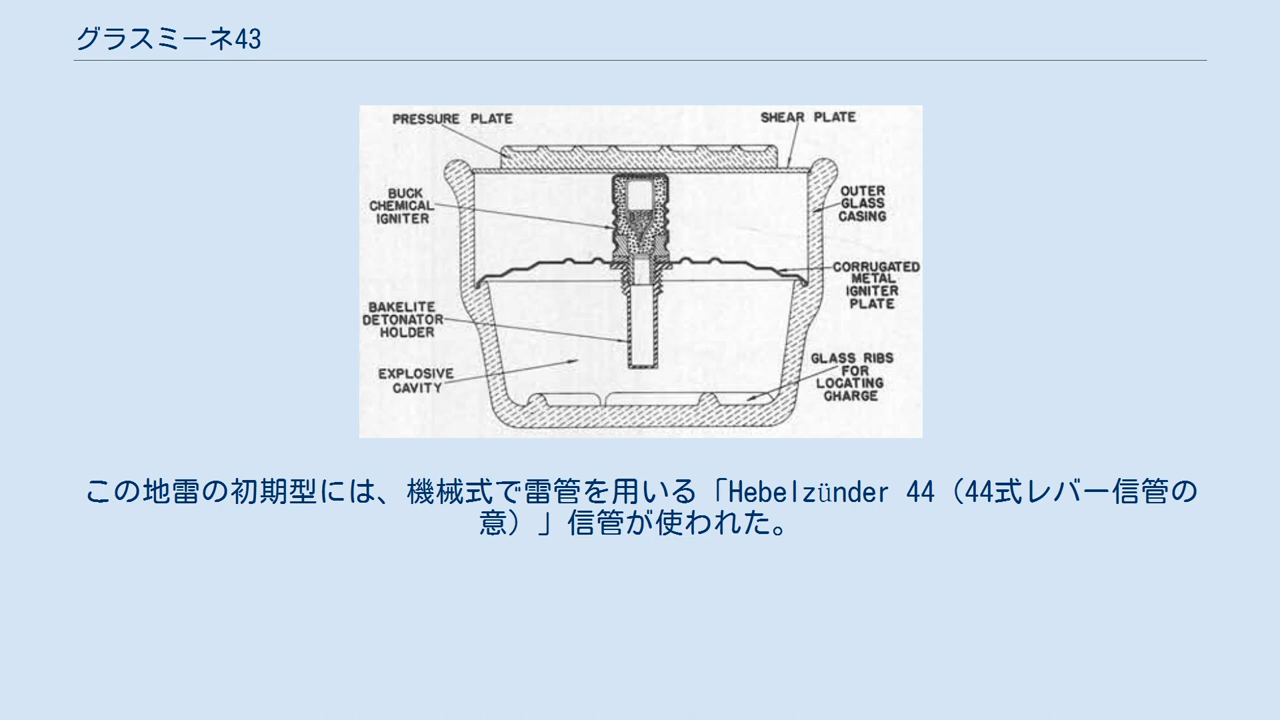 グラスミーネ43
PRESSURE PLATE
SHEAR PLATE
BUCK
CHEMICAL
IGNITER
OUTER
GLASS
CASING
CORRUGATED
METAL
IGNITER
PLATE
BAKELITE
DETONATOR
HOLDER
GLASS RIBS
FOR
LOCATING
CHARGE
EXPLOSIVE
CAVITY
この地雷の初期型には、機械式で雷管を用いる「Hebelzünder 44（44式レバー信管の
意）」信管が使われた。